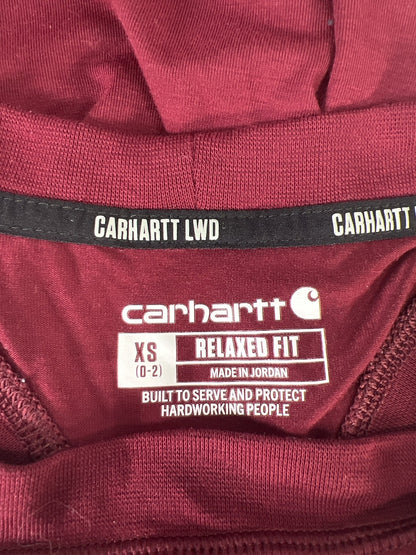 CARHARTT LWD CARHARTT
carhartt
XS RELAXED FIT
(0-2) MADE IN JORDAN
BUILT TO SERVE AND PROTECT
HARDWORKING PEOPLE